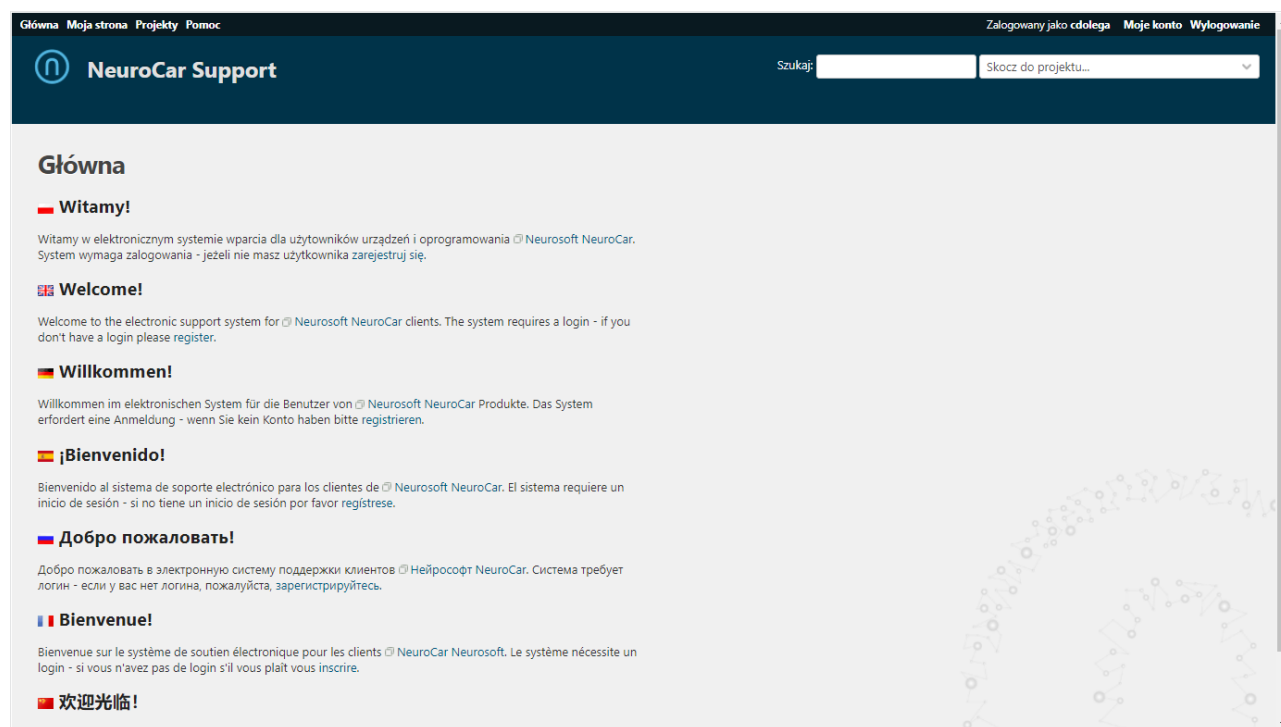 Główna Moja strona Projekty Pomoc
Zalogowany jako cdolega Moje konto Wylogowanie
NeuroCar Support
Szukaj:
Skocz do projektu...
Główna
Witamy!
Witamy w elektronicznym systemie wparcia dla użytowników urządzeń i oprogramowania Neurosoft NeuroCar.
System wymaga zalogowania - jeżeli nie masz użytkownika zarejestruj się.
Welcome!
Welcome to the electronic support system for Neurosoft NeuroCar clients. The system requires a login - if you
don't have a login please register.
Willkommen!
Willkommen im elektronischen System für die Benutzer von Neurosoft NeuroCar Produkte. Das System
erfordert eine Anmeldung - wenn Sie kein Konto haben bitte registrieren.
¡Bienvenido!
Bienvenido al sistema de soporte electrónico para los clientes de Neurosoft NeuroCar. El sistema requiere un
inicio de sesión - si no tiene un inicio de sesión por favor regístrese.
Добро пожаловать!
Добро пожаловать в электронную систему поддержки клиентов Нейрософт NeuroCar. Система требует
логин - если у вас нет логина, пожалуйста, зарегистрируйтесь.
Bienvenue!
Bienvenue sur le système de soutien électronique pour les clients NeuroCar Neurosoft. Le système nécessite un
login - si vous n'avez pas de login s'il vous plaît vous inscrire.
欢迎光临!